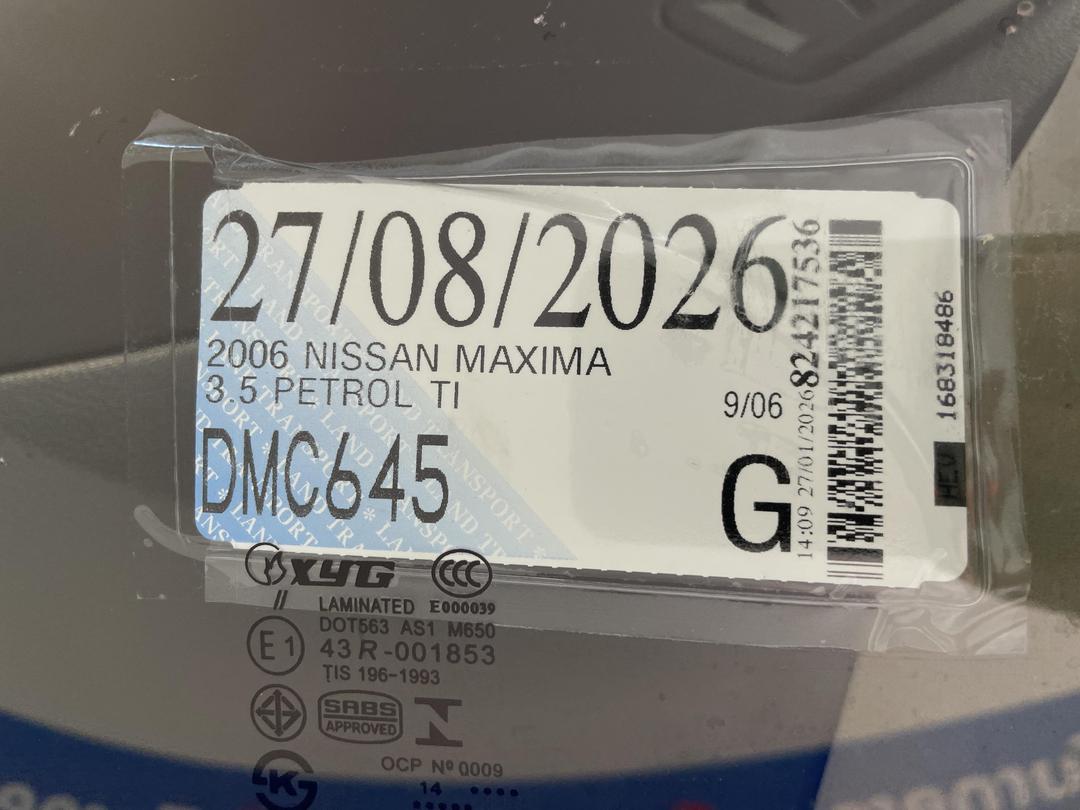 27/08/2026
2006 NISSAN MAXIMA
3.5 PETROL TI
9/06
DMC645
G
14:09 27/01/2026 824217536
168318486
HEV
XYG
CCC
//
LAMINATED E000039
DOT563 AS1 M650
E1
43R-001853
TIS 196-1993
SABS
APPROVED
OCP Nº 0009
K
14